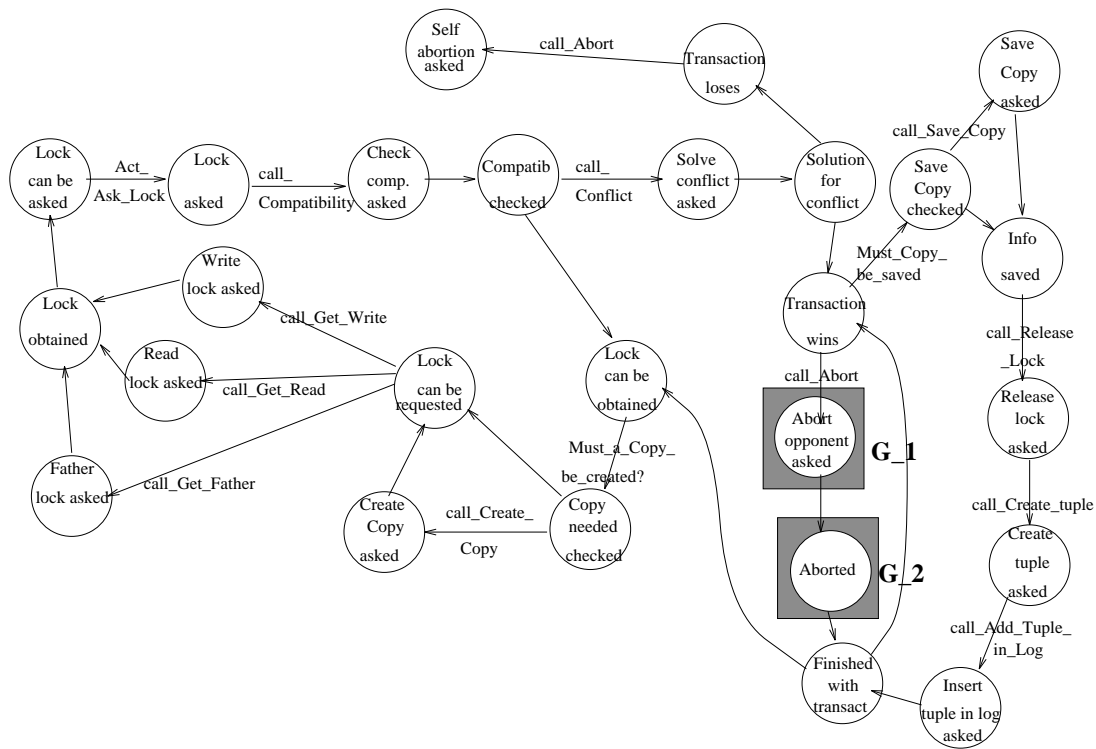 Self
abortion
asked
call_Abort
Transaction
loses
Save
Copy
asked
call_Save_Copy
Lock
can be
asked
Act_
Ask_Lock
Lock
asked
call_
Compatibility
Check
comp.
asked
Compatib
checked
call_
Conflict
Solve
conflict
asked
Solution
for
conflict
Save
Copy
checked
Must_Copy_
be_saved
Info
saved
Write
lock asked
Lock
obtained
call_Get_Write
Read
lock asked
call_Get_Read
Lock
can be
requested
Lock
can be
obtained
Transaction
wins
call_Abort
call_Release
_Lock
Release
lock
asked
Abort
opponent
asked
G_1
Father
lock asked
call_Get_Father
Must_a_Copy_
be_created?
Create
Copy
asked
call_Create_
Copy
Copy
needed
checked
call_Create_tuple
Create
tuple
asked
Aborted
G_2
call_Add_Tuple_
in_Log
Finished
with
transact
Insert
tuple in log
asked